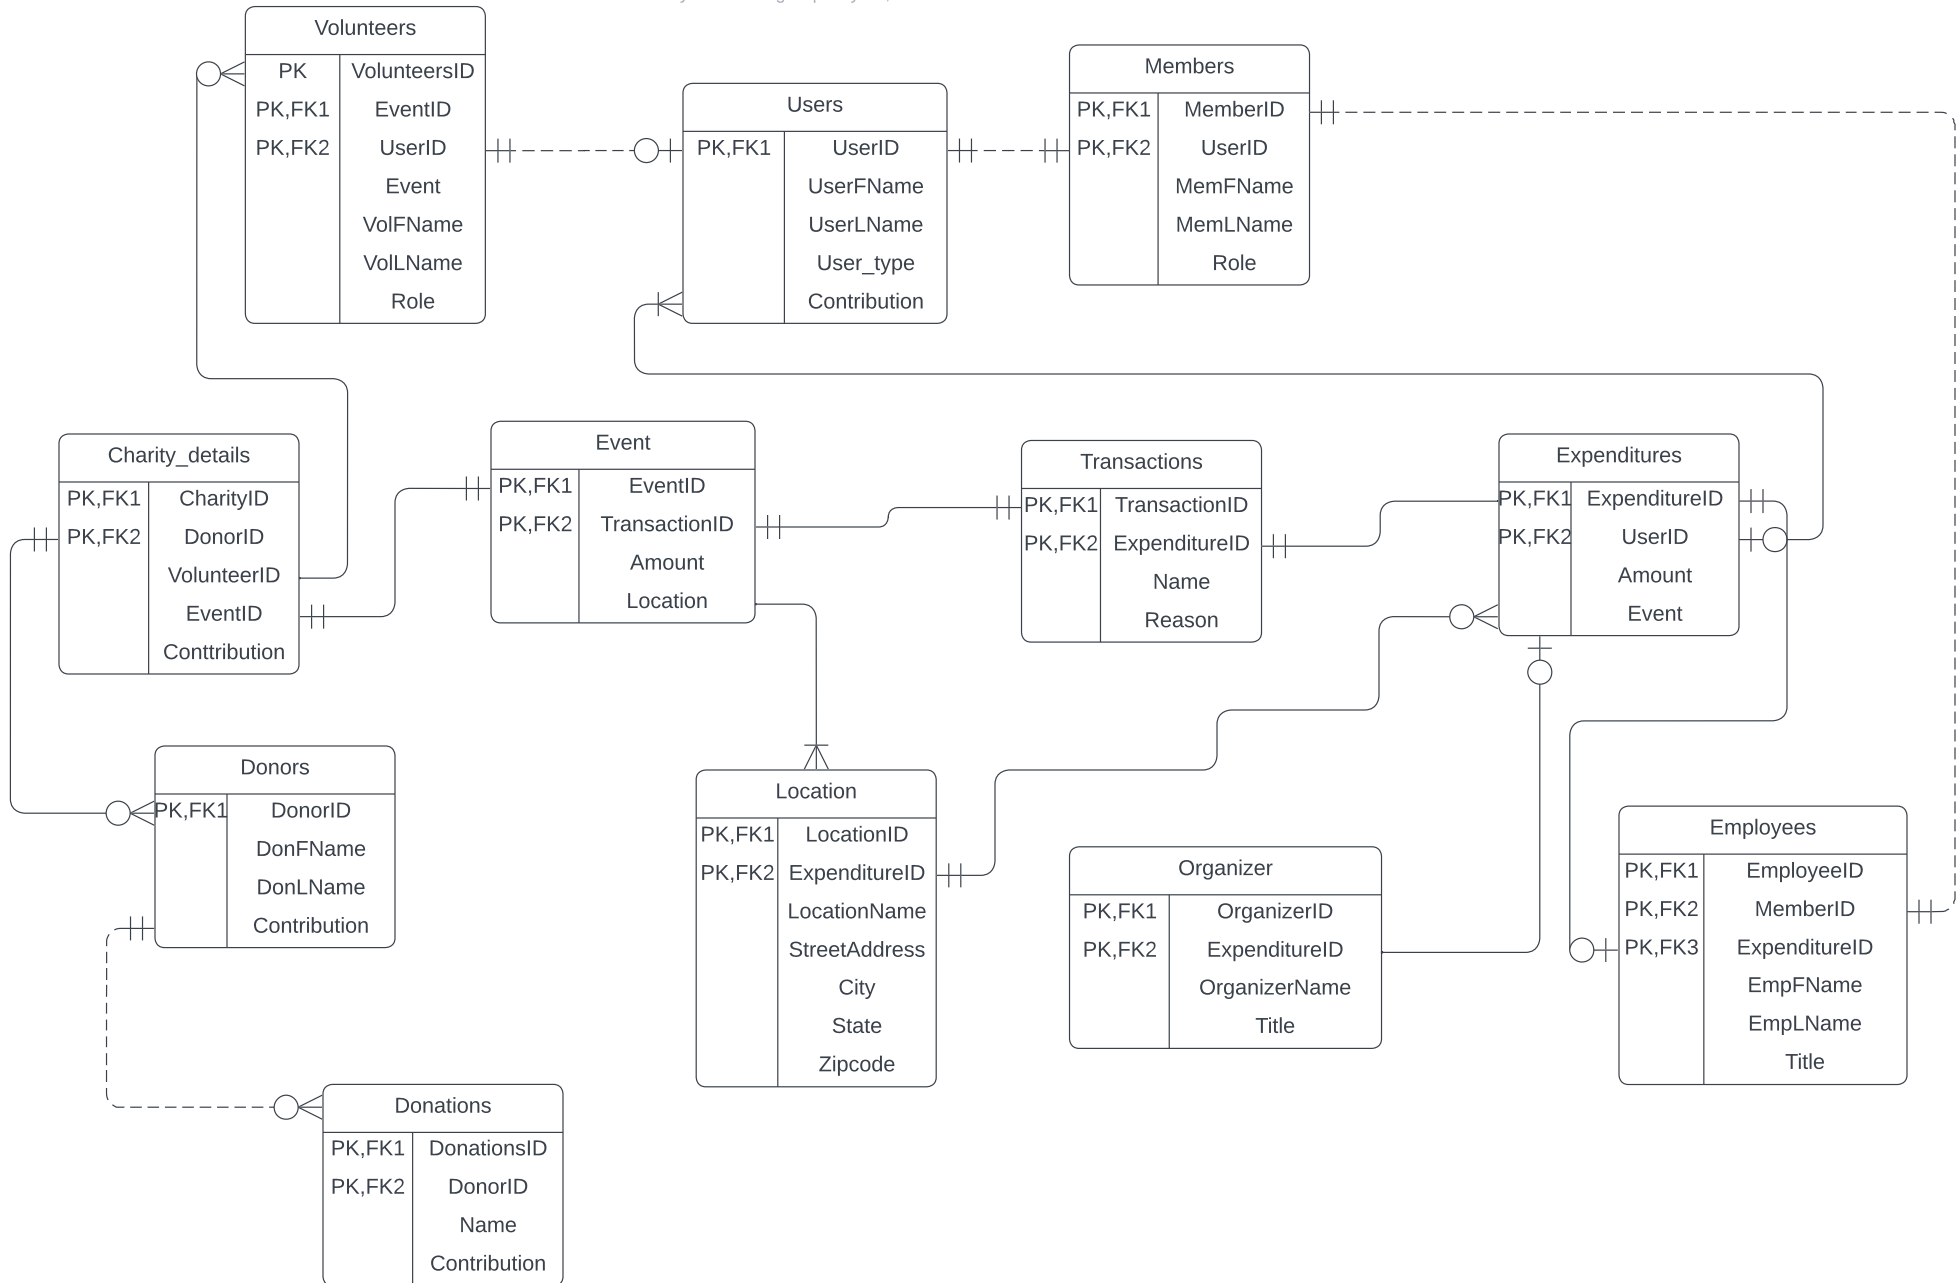 Volunteers
PK VolunteersID
PK,FK1 EventID
PK,FK2 UserID
Event
VolFName
VolLName
Role
Users
PK,FK1 UserID
UserFName
UserLName
User_type
Contribution
Members
PK,FK1 MemberID
PK,FK2 UserID
MemFName
MemLName
Role
Charity_details
PK,FK1 CharityID
PK,FK2 DonorID
VolunteerID
EventID
Conttribution
Event
PK,FK1 EventID
PK,FK2 TransactionID
Amount
Location
Transactions
PK,FK1 TransactionID
PK,FK2 ExpenditureID
Name
Reason
Expenditures
PK,FK1 ExpenditureID
PK,FK2 UserID
Amount
Event
Donors
PK,FK1 DonorID
DonFName
DonLName
Contribution
Location
PK,FK1 LocationID
PK,FK2 ExpenditureID
LocationName
StreetAddress
City
State
Zipcode
Organizer
PK,FK1 OrganizerID
PK,FK2 ExpenditureID
OrganizerName
Title
Employees
PK,FK1 EmployeeID
PK,FK2 MemberID
PK,FK3 ExpenditureID
EmpFName
EmpLName
Title
Donations
PK,FK1 DonationsID
PK,FK2 DonorID
Name
Contribution